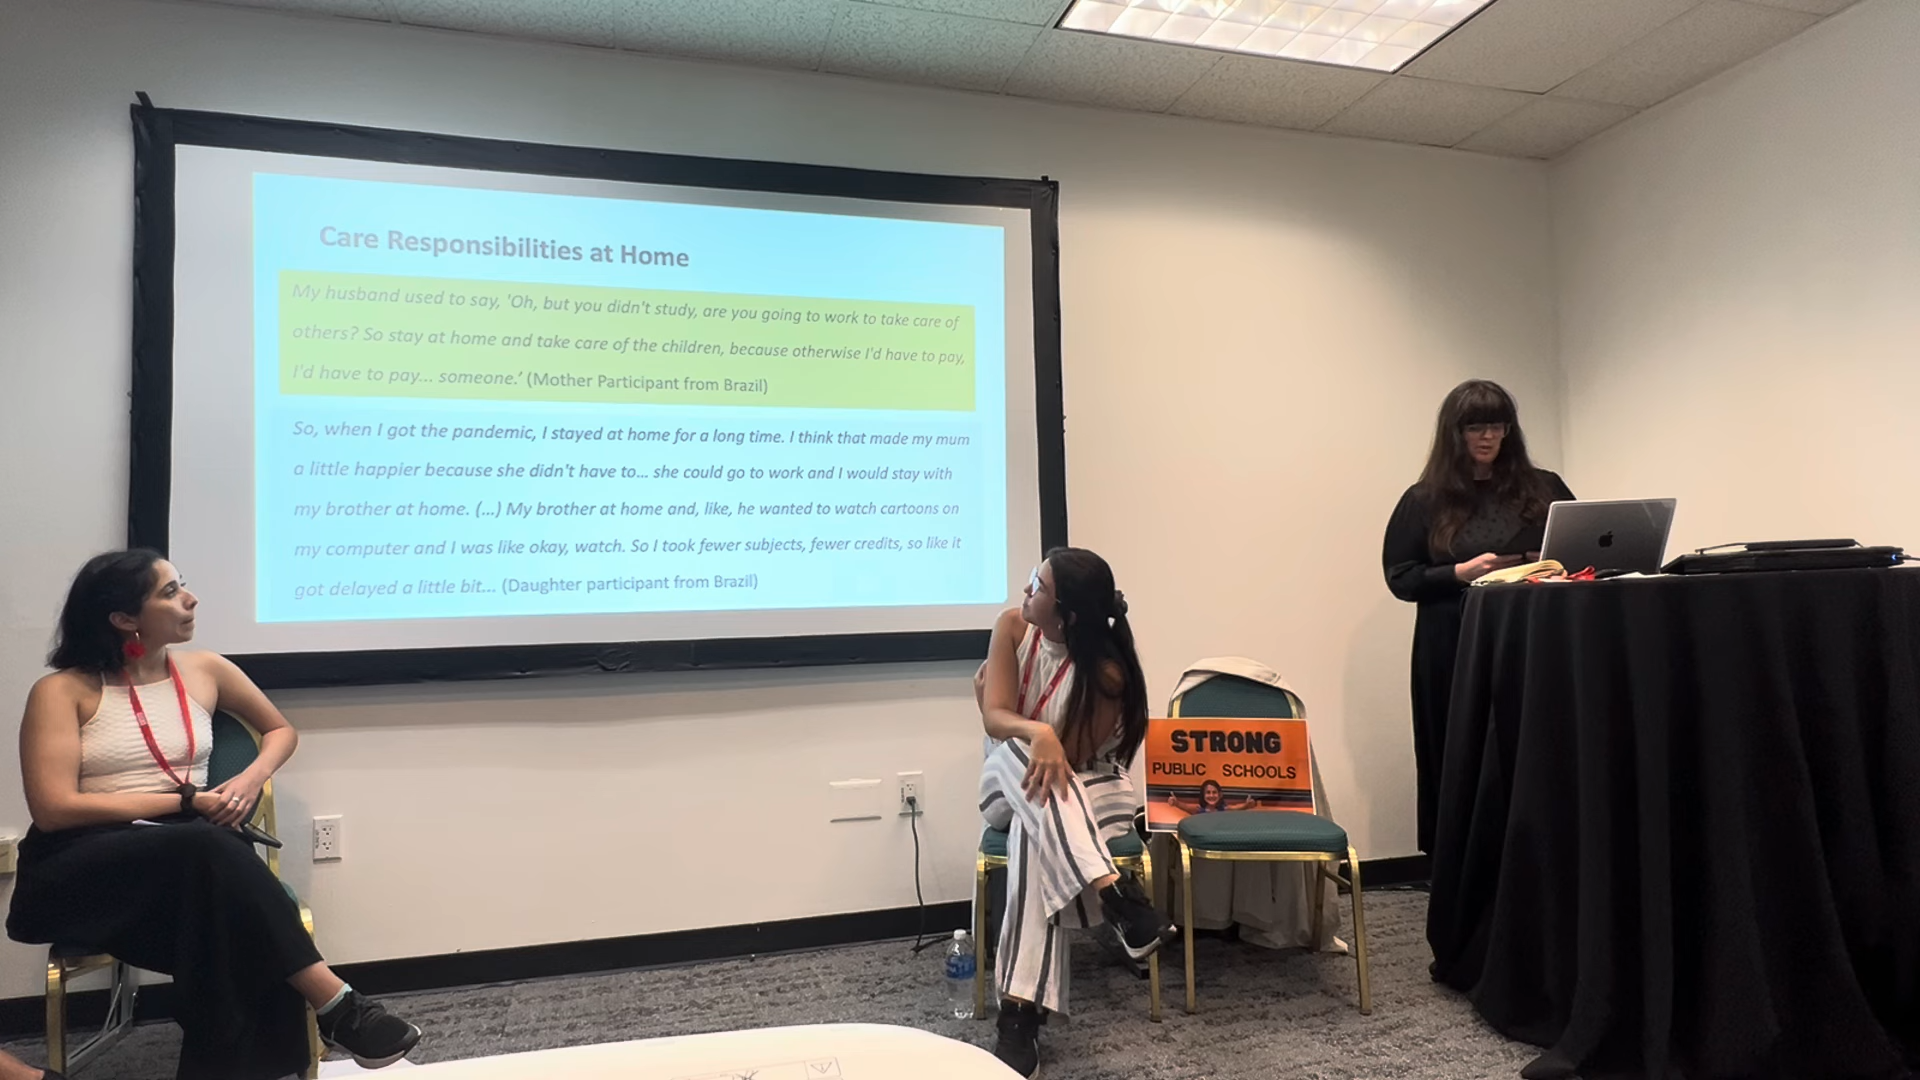 Care Responsibilities at Home
My husband used to say, 'Oh, but you didn't study, are you going to work to take care of
others? So stay at home and take care of the children, because otherwise I'd have to pay,
I'd have to pay... someone.' (Mother Participant from Brazil)
So, when I got the pandemic, I stayed at home for a long time. I think that made my mum
a little happier because she didn't have to... she could go to work and I would stay with
my brother at home. (...) My brother at home and, like, he wanted to watch cartoons on
my computer and I was like okay, watch. So I took fewer subjects, fewer credits, so like it
got delayed a little bit... (Daughter participant from Brazil)
STRONG
PUBLIC SCHOOLS